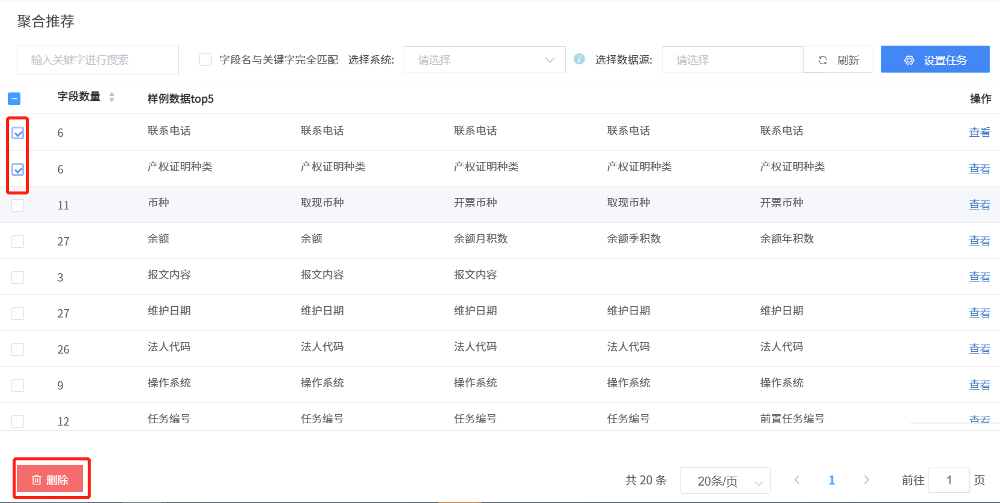 聚合推荐
输入关键字进行搜索 字段名与关键字完全匹配 选择系统: 请选择 i 选择数据源: 请选择 刷新 设置任务
字段数量 样例数据top5 操作
6 联系电话 联系电话 联系电话 联系电话 联系电话 查看
6 产权证明种类 产权证明种类 产权证明种类 产权证明种类 产权证明种类 查看
11 币种 取现币种 开票币种 取现币种 开票币种 查看
27 余额 余额 余额月积数 余额季积数 余额年积数 查看
3 报文内容 报文内容 报文内容 查看
27 维护日期 维护日期 维护日期 维护日期 维护日期 查看
26 法人代码 法人代码 法人代码 法人代码 法人代码 查看
9 操作系统 操作系统 操作系统 操作系统 操作系统 查看
12 任务编号 任务编号 任务编号 任务编号 前置任务编号 查看
删除 共 20 条 20条/页 1 前往 1 页